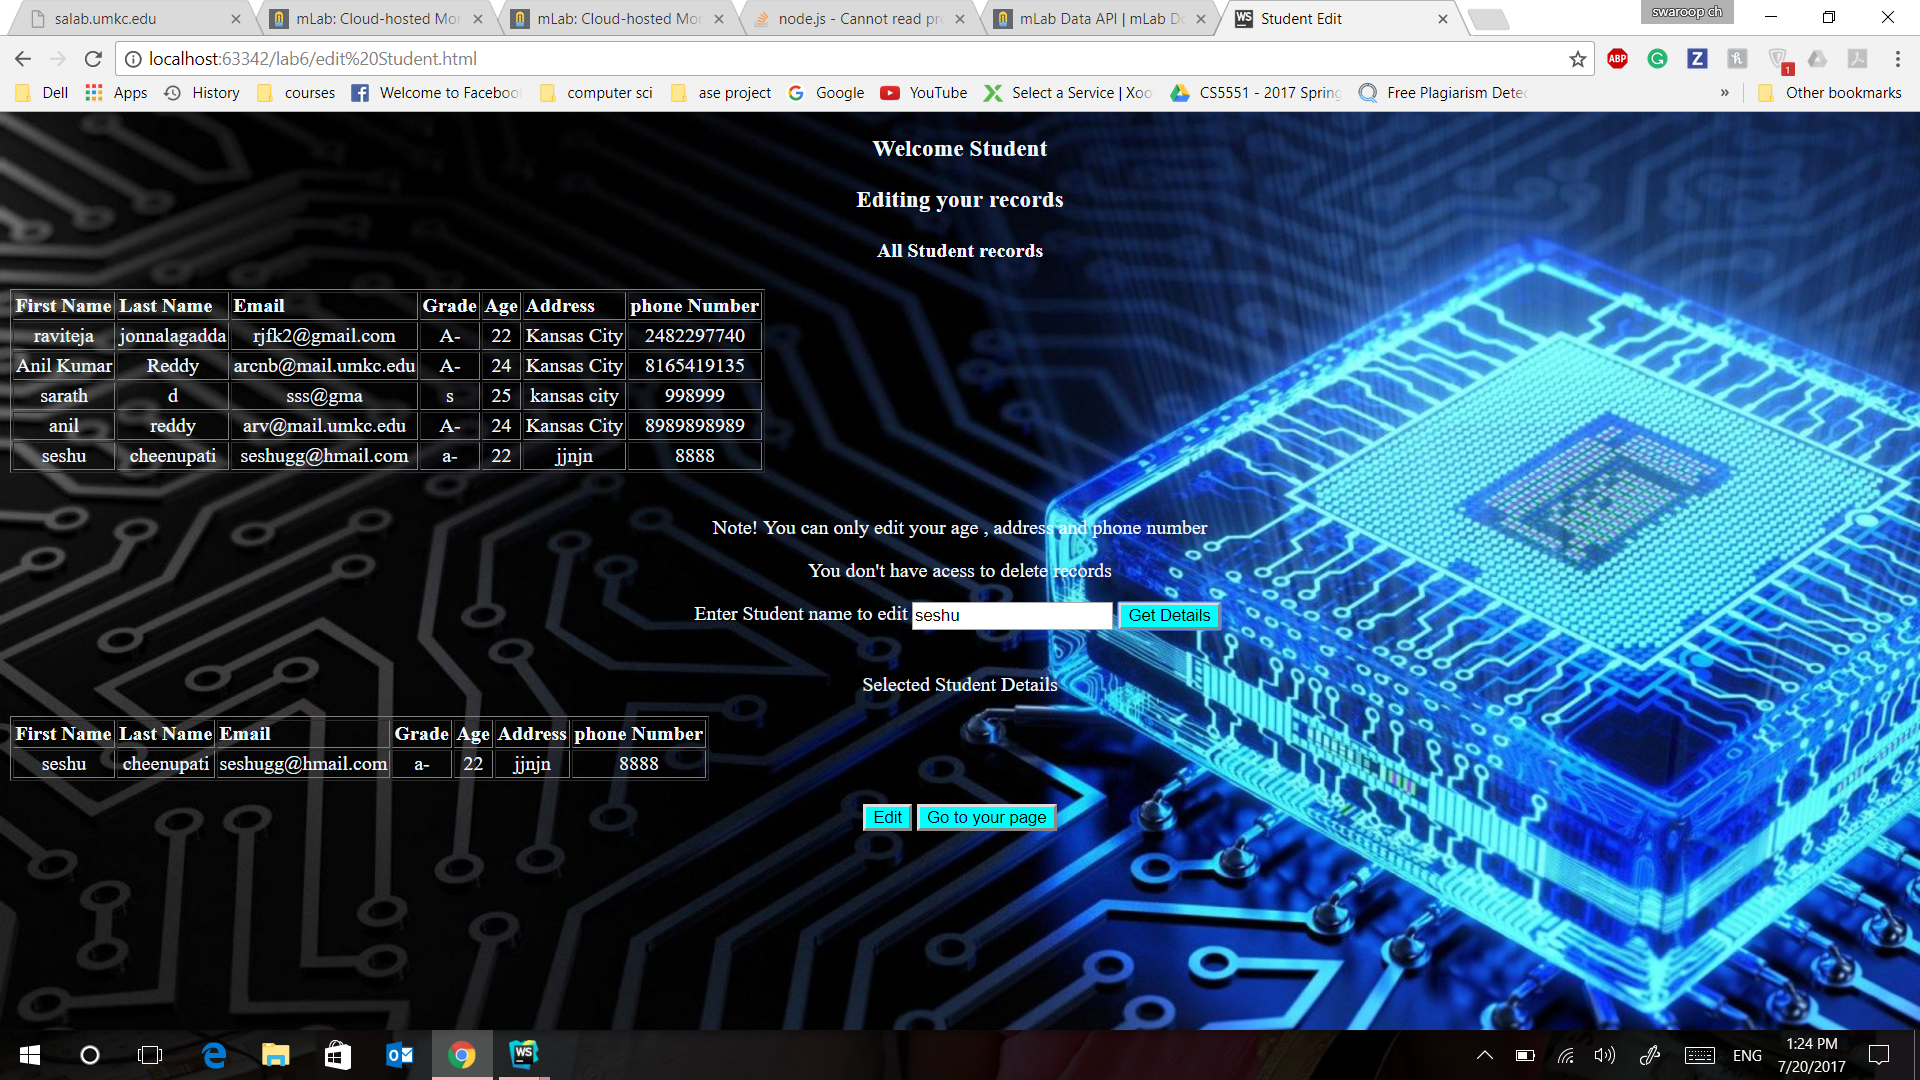 salab.umkc.edu
mLab: Cloud-hosted Mon
mLab: Cloud-hosted Mon
node.js - Cannot read pro
mLab Data API | mLab Do
Student Edit
swaroop ch
localhost:63342/lab6/edit%20Student.html
Dell Apps History courses Welcome to Faceboo computer sci ase project Google YouTube Select a Service | Xoo CS5551 - 2017 Spring Free Plagiarism Detec » Other bookmarks
Welcome Student
Editing your records
All Student records
First Name Last Name Email Grade Age Address phone Number
raviteja jonnalagadda rjfk2@gmail.com A- 22 Kansas City 2482297740
Anil Kumar Reddy arcnb@mail.umkc.edu A- 24 Kansas City 8165419135
sarath d sss@gma s 25 kansas city 998999
anil reddy arv@mail.umkc.edu A- 24 Kansas City 8989898989
seshu cheenupati seshugg@hmail.com a- 22 jjnjn 8888
Note! You can only edit your age , address and phone number
You don't have acess to delete records
Enter Student name to edit seshu Get Details
Selected Student Details
First Name Last Name Email Grade Age Address phone Number
seshu cheenupati seshugg@hmail.com a- 22 jjnjn 8888
Edit Go to your page
ENG
1:24 PM
7/20/2017